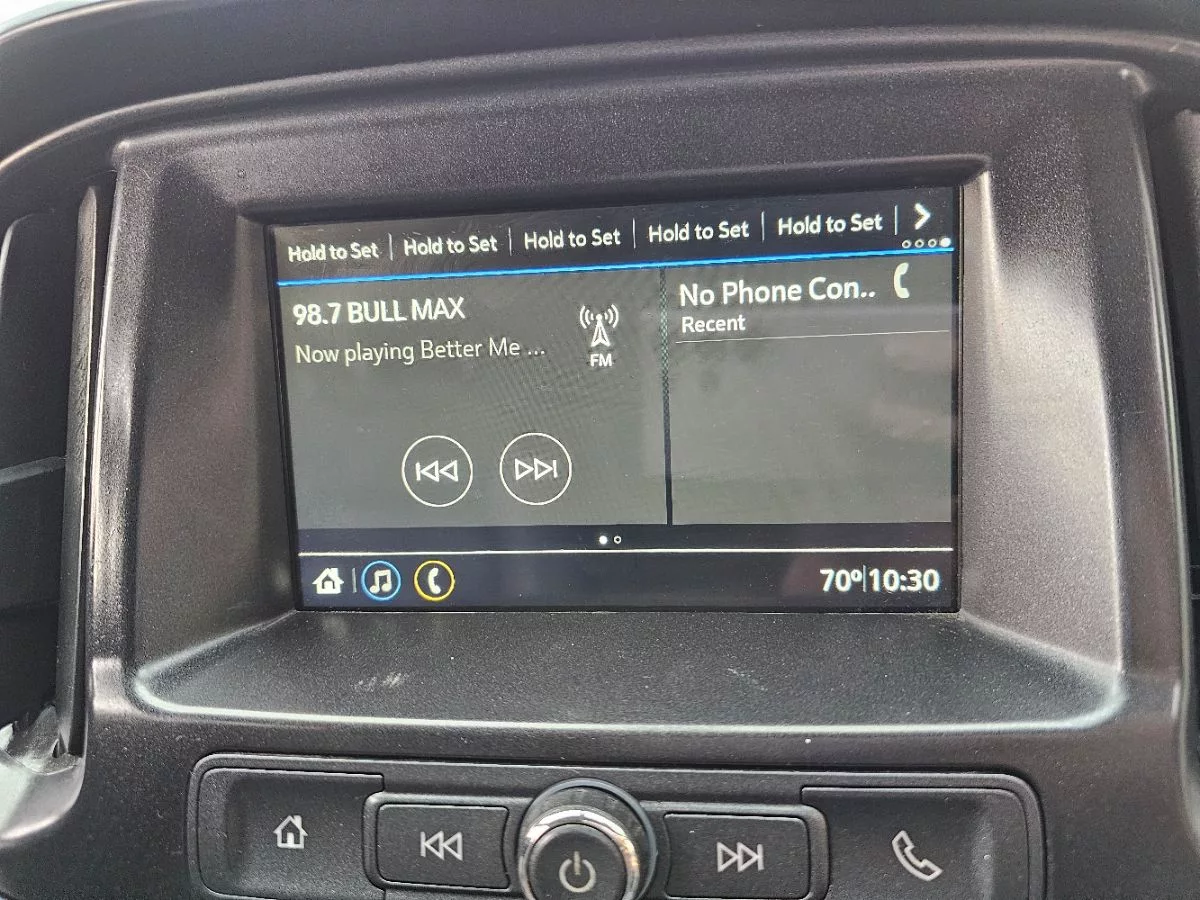 Hold to Set Hold to Set Hold to Set Hold to Set Hold to Set
98.7 BULL MAX
Now playing Better Me ...
FM
No Phone Con..
Recent
70º 10:30